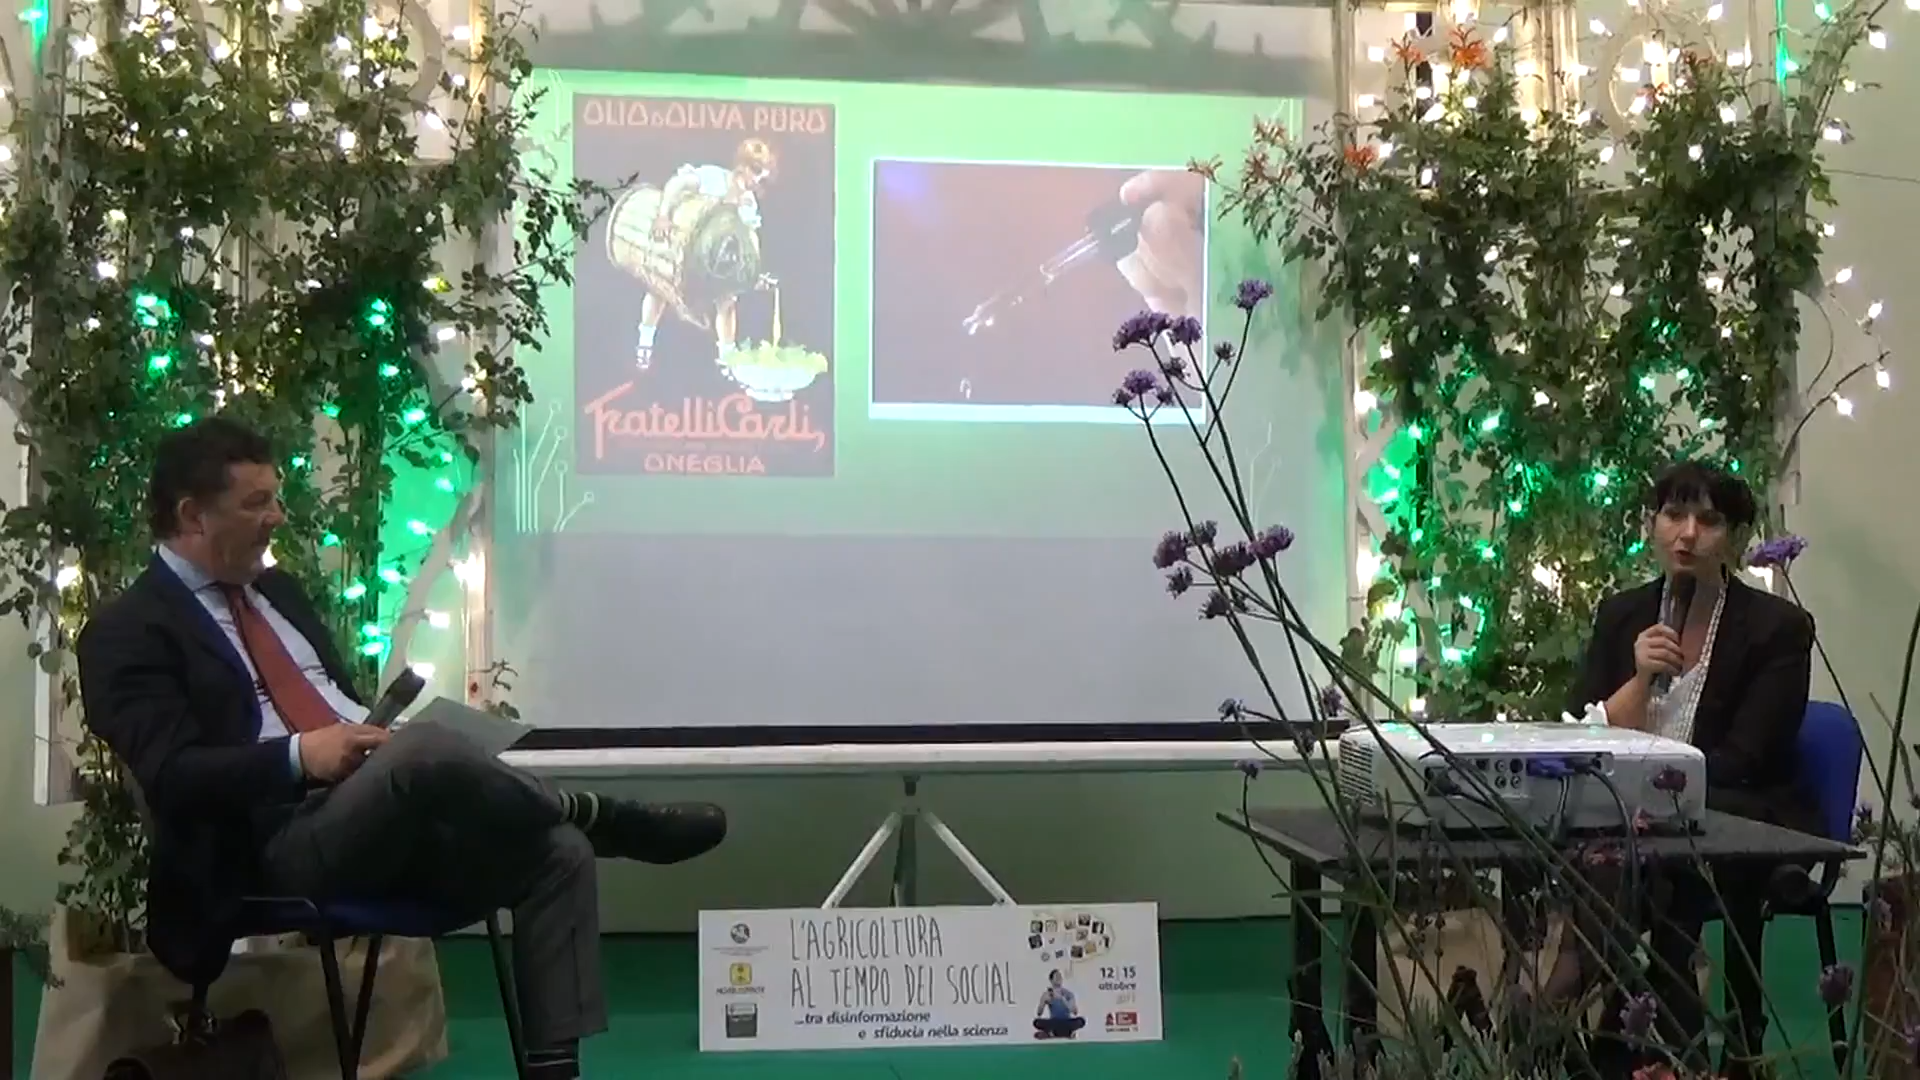 OLIO D'OLIVA PURO
Fratelli Carli,
ONEGLIA
L'AGRICOLTURA
AL TEMPO DEI SOCIAL
...tra disinformazione
e sfiducia nella scienza
12 15
ottobre